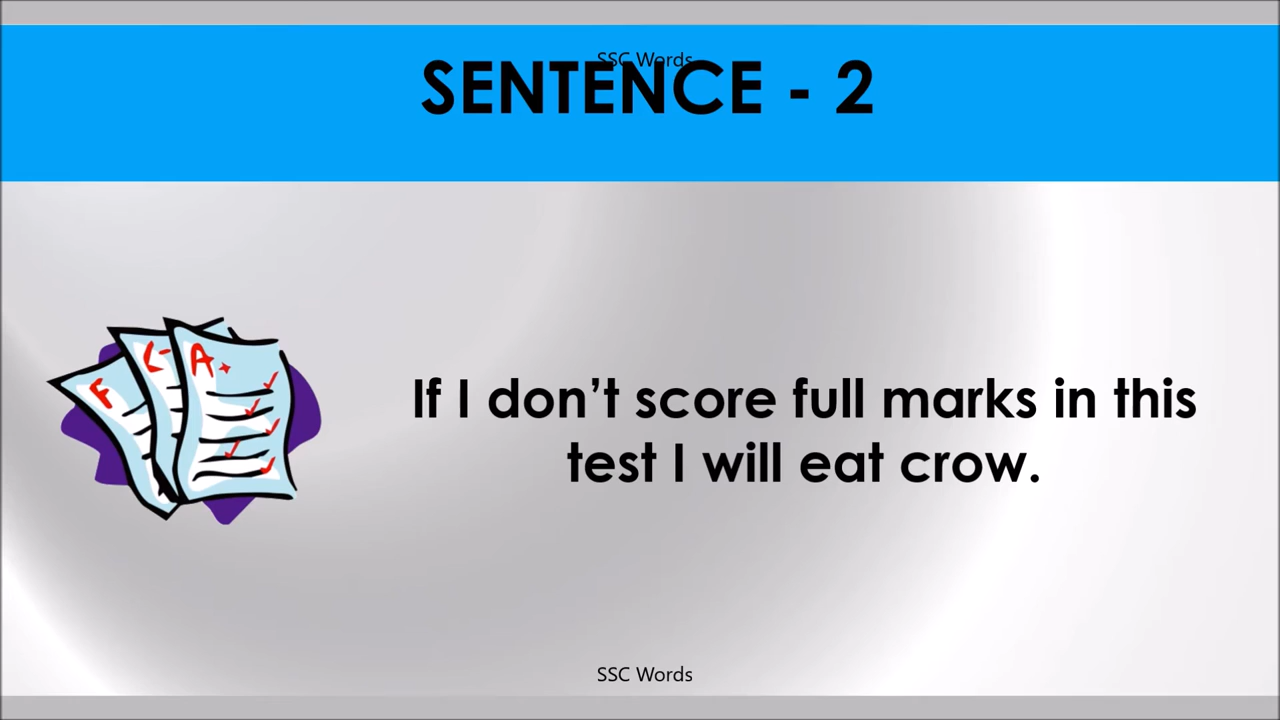 SSC Words
SENTENCE - 2
F
C-
A+
If I don't score full marks in this
test I will eat crow.
SSC Words